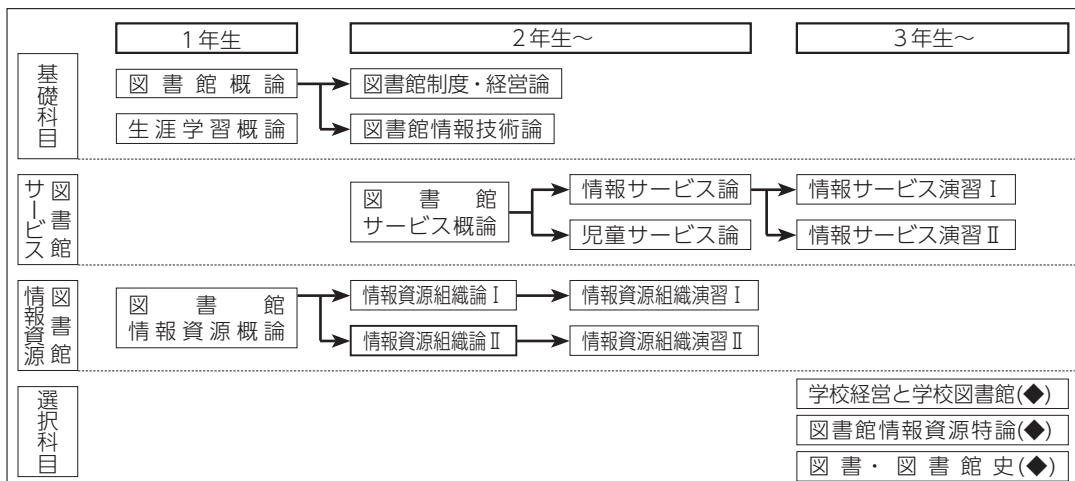 1年生
2年生～
3年生～
基礎科目
図書館概論
図書館制度・経営論
生涯学習概論
図書館情報技術論
図書館
サービス
図書館
サービス概論
情報サービス論
情報サービス演習Ⅰ
児童サービス論
情報サービス演習Ⅱ
図書館
情報資源
図書館
情報資源概論
情報資源組織論Ⅰ
情報資源組織演習Ⅰ
情報資源組織論Ⅱ
情報資源組織演習Ⅱ
選択科目
学校経営と学校図書館(◆)
図書館情報資源特論(◆)
図書・図書館史(◆)